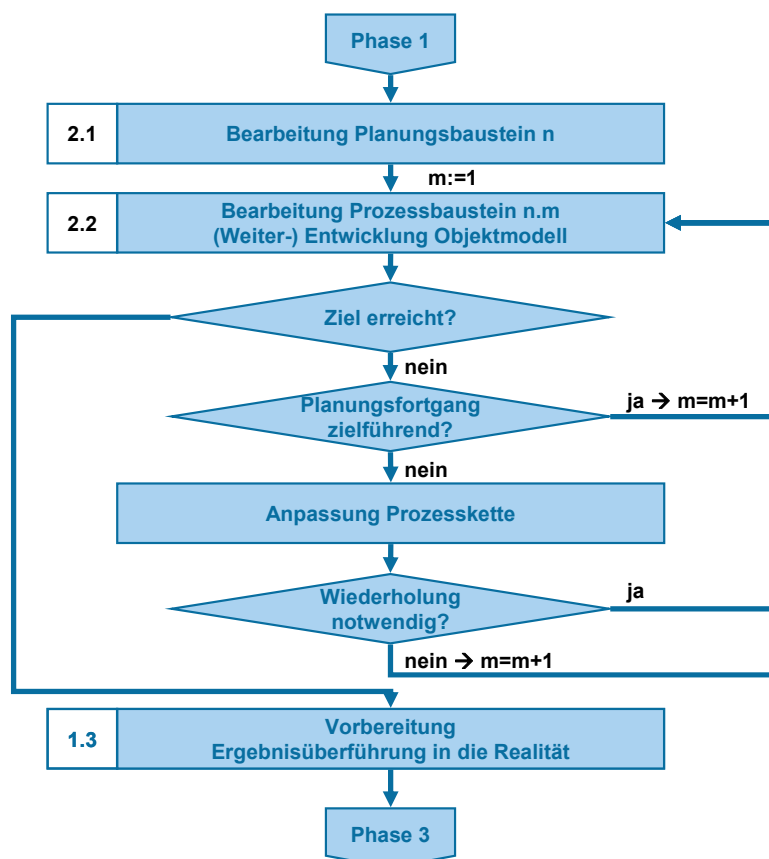 Phase 1
2.1
Bearbeitung Planungsbaustein n
m:=1
2.2
Bearbeitung Prozessbaustein n.m
(Weiter-) Entwicklung Objektmodell
Ziel erreicht?
nein
Planungsfortgang
zielführend?
ja → m=m+1
nein
Anpassung Prozesskette
Wiederholung
notwendig?
ja
nein → m=m+1
1.3
Vorbereitung
Ergebnisüberführung in die Realität
Phase 3